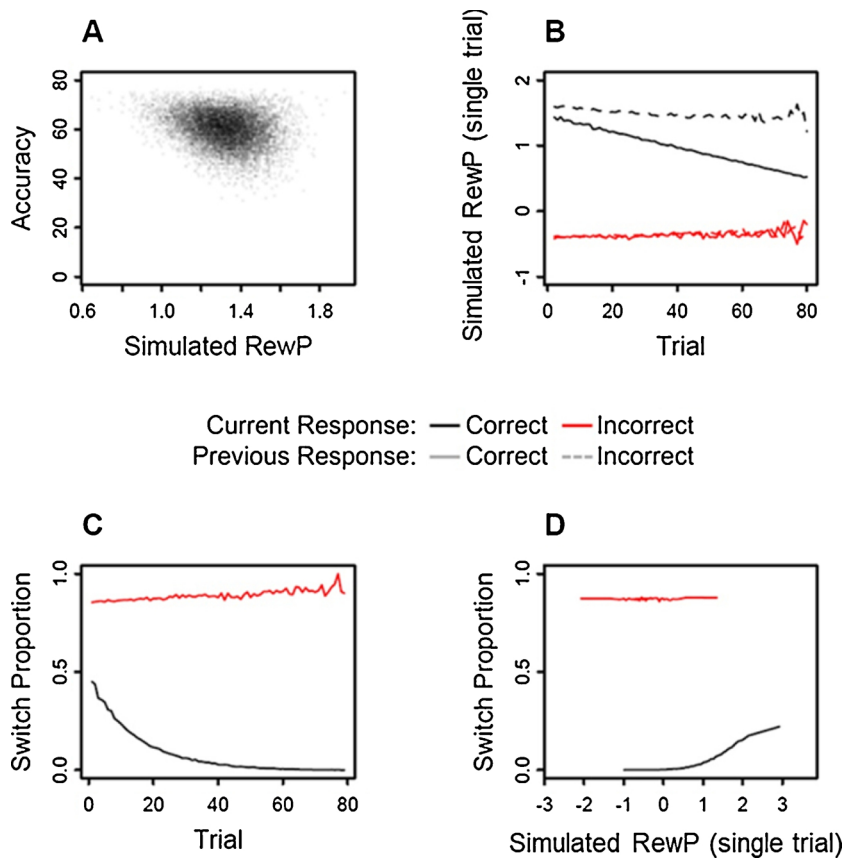 A
Accuracy
80
60
40
20
0
0.6 1.0 1.4 1.8
Simulated RewP
B
Simulated RewP (single trial)
2
1
0
-1
0 20 40 60 80
Trial
Current Response: Correct Incorrect
Previous Response: Correct Incorrect
C
Switch Proportion
1.0
0.5
0.0
0 20 40 60 80
Trial
D
Switch Proportion
1.0
0.5
0.0
-3 -2 -1 0 1 2 3
Simulated RewP (single trial)